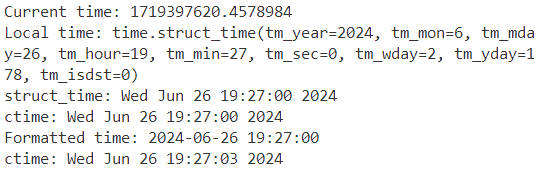 Current time: 1719397620.4578984
Local time: time.struct_time(tm_year=2024, tm_mon=6, tm_mda
y=26, tm_hour=19, tm_min=27, tm_sec=0, tm_wday=2, tm_yday=1
78, tm_isdst=0)
struct_time: Wed Jun 26 19:27:00 2024
ctime: Wed Jun 26 19:27:00 2024
Formatted time: 2024-06-26 19:27:00
ctime: Wed Jun 26 19:27:03 2024